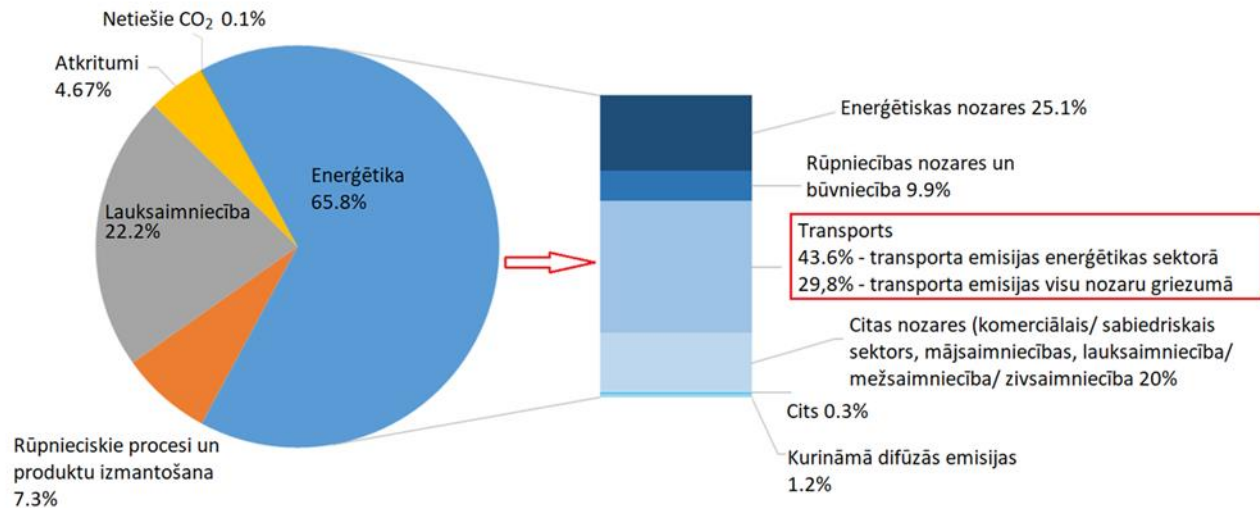 Netiešie CO₂ 0.1%
Atkritumi
4.67%
Enerģētika
65.8%
Lauksaimniecība
22.2%
Rūpnieciskie procesi un
produktu izmantošana
7.3%
Enerģētiskas nozares 25.1%
Rūpniecības nozares un
būvniecība 9.9%
Transports
43.6% - transporta emisijas enerģētikas sektorā
29,8% - transporta emisijas visu nozaru griezumā
Citas nozares (komerciālais/ sabiedriskais
sektors, mājsaimniecības, lauksaimniecība/
mežsaimniecība/ zivsaimniecība 20%
Cits 0.3%
Kurināmā difūzās emisijas
1.2%